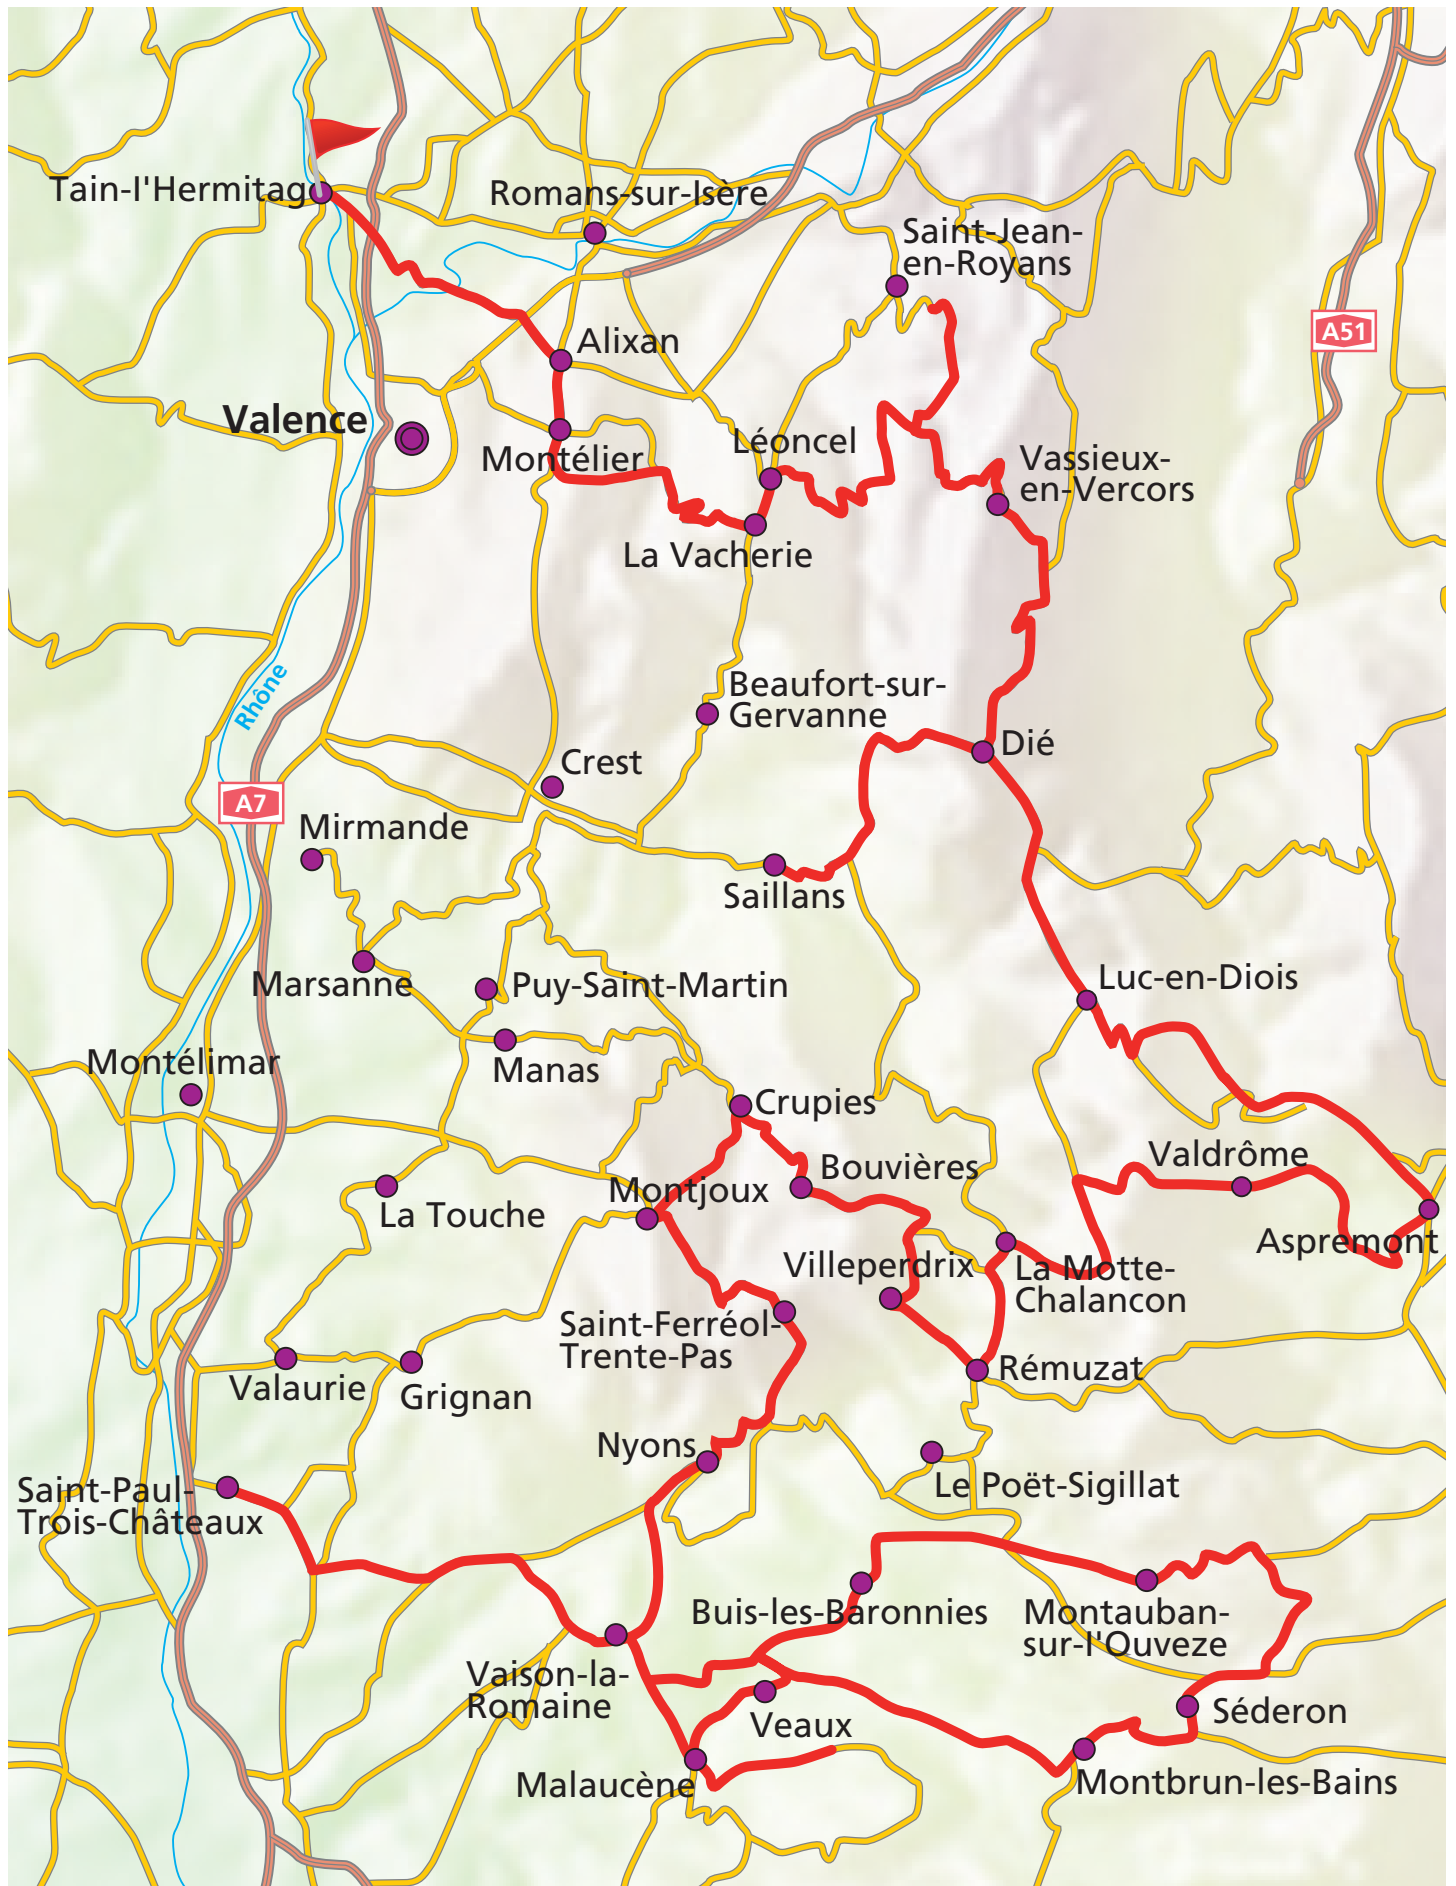 Tain-l'Hermitag
Romans-sur-Isère
Saint-Jean-
en-Royans
A51
Alixan
Valence
Montélier
Léoncel
Vassieux-
en-Vercors
La Vacherie
Rhône
Beaufort-sur-
Gervanne
Dié
Crest
A7
Mirmande
Saillans
Marsanne
Puy-Saint-Martin
Luc-en-Diois
Montélimar
Manas
Crupies
Valdrôme
Bouvières
Montjoux
La Touche
Aspremont
Villeperdrix
La Motte-
Chalancon
Saint-Ferréol-
Trente-Pas
Rémuzat
Valaurie
Grignan
Nyons
Le Poët-Sigillat
Saint-Paul-
Trois-Châteaux
Buis-les-Baronnies
Montauban-
sur-l'Ouveze
Vaison-la-
Romaine
Veaux
Séderon
Malaucène
Montbrun-les-Bains